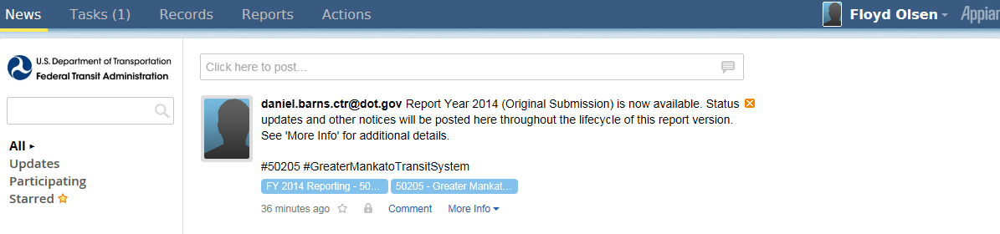 News Tasks (1) Records Reports Actions Floyd Olsen Appian
U.S. Department of Transportation
Federal Transit Administration
Click here to post...
daniel.barns.ctr@dot.gov Report Year 2014 (Original Submission) is now available. Status
updates and other notices will be posted here throughout the lifecycle of this report version.
See 'More Info' for additional details.
All
Updates
Participating
Starred
#50205 #GreaterMankatoTransitSystem
FY 2014 Reporting - 50... 50205 - Greater Mankat...
36 minutes ago Comment More Info